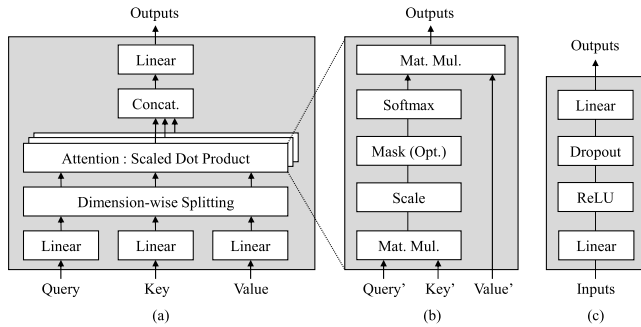 Outputs
Linear
Concat.
Attention : Scaled Dot Product
Dimension-wise Splitting
Linear
Linear
Linear
Query
Key
Value
(a)
Outputs
Mat. Mul.
Softmax
Mask (Opt.)
Scale
Mat. Mul.
Query’
Key’
Value’
(b)
Outputs
Linear
Dropout
ReLU
Linear
Inputs
(c)